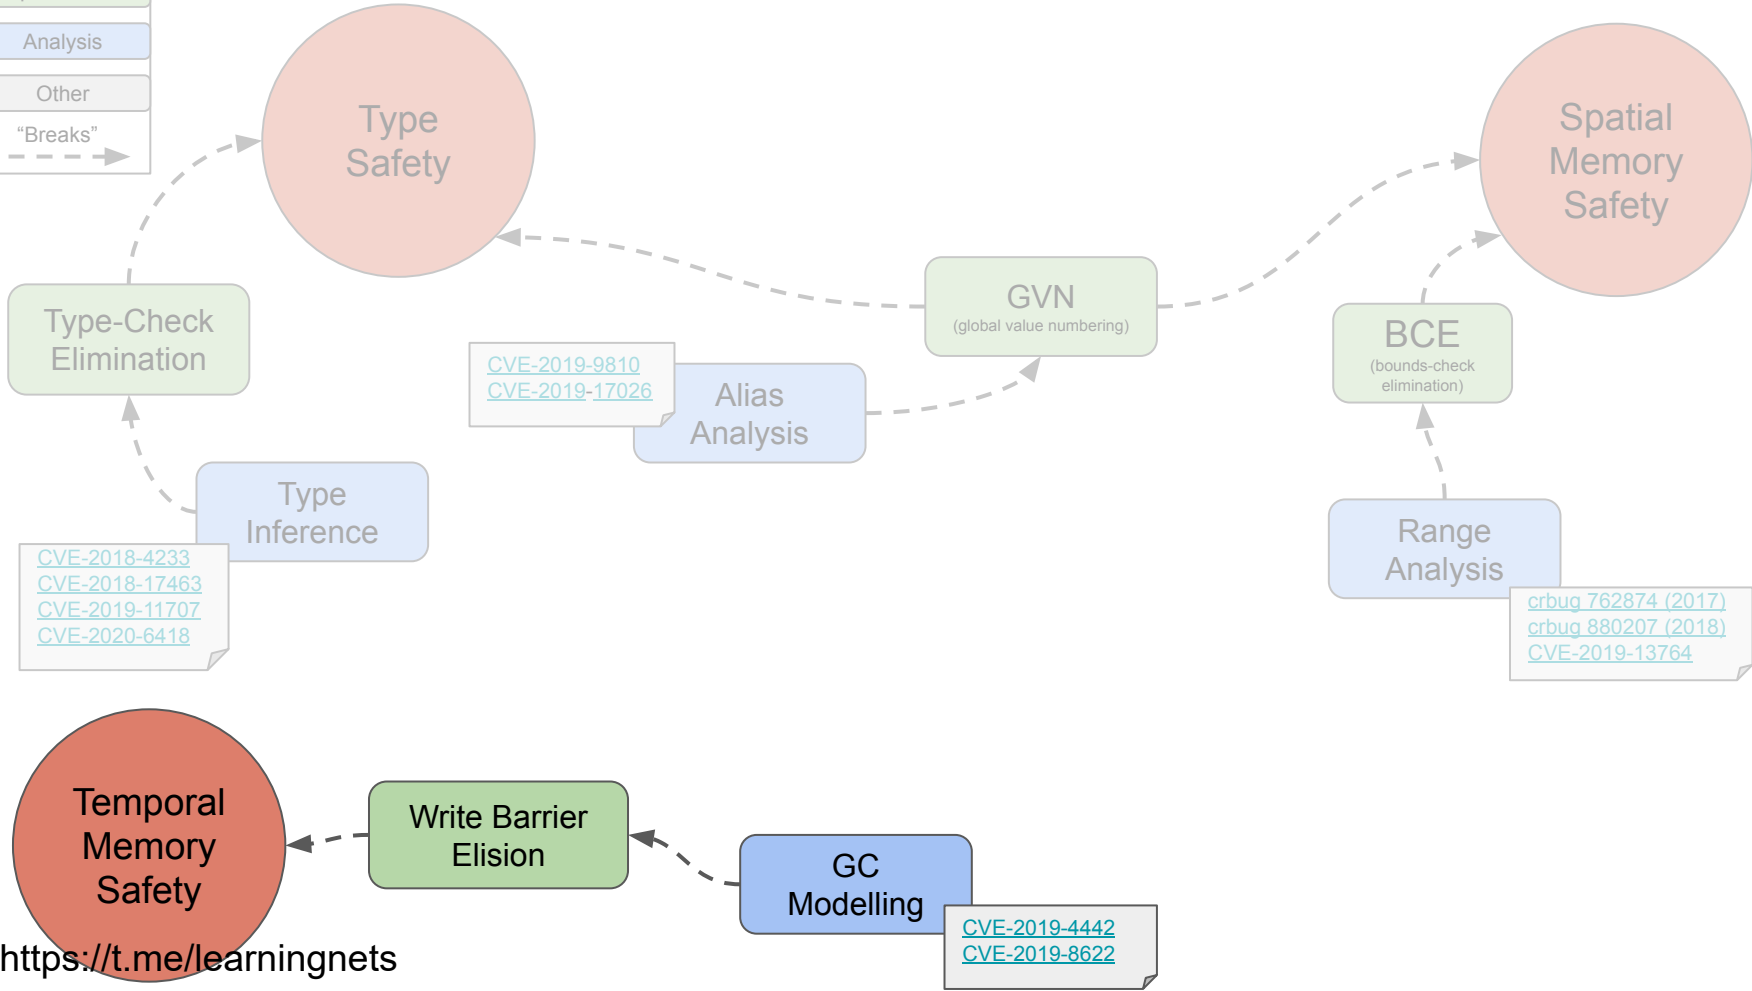 Analysis
Other
“Breaks”
Type
Safety
Spatial
Memory
Safety
Type-Check
Elimination
GVN
(global value numbering)
BCE
(bounds-check
elimination)
CVE-2019-9810
CVE-2019-17026
Alias
Analysis
Type
Inference
CVE-2018-4233
CVE-2018-17463
CVE-2019-11707
CVE-2020-6418
Range
Analysis
crbug 762874 (2017)
crbug 880207 (2018)
CVE-2019-13764
Temporal
Memory
Safety
Write Barrier
Elision
GC
Modelling
CVE-2019-4442
CVE-2019-8622
https://t.me/learningnets